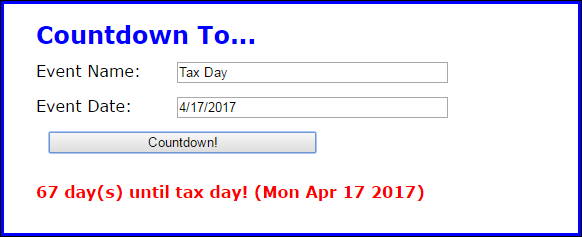 Countdown To...
Event Name: Tax Day
Event Date: 4/17/2017
Countdown!
67 day(s) until tax day! (Mon Apr 17 2017)